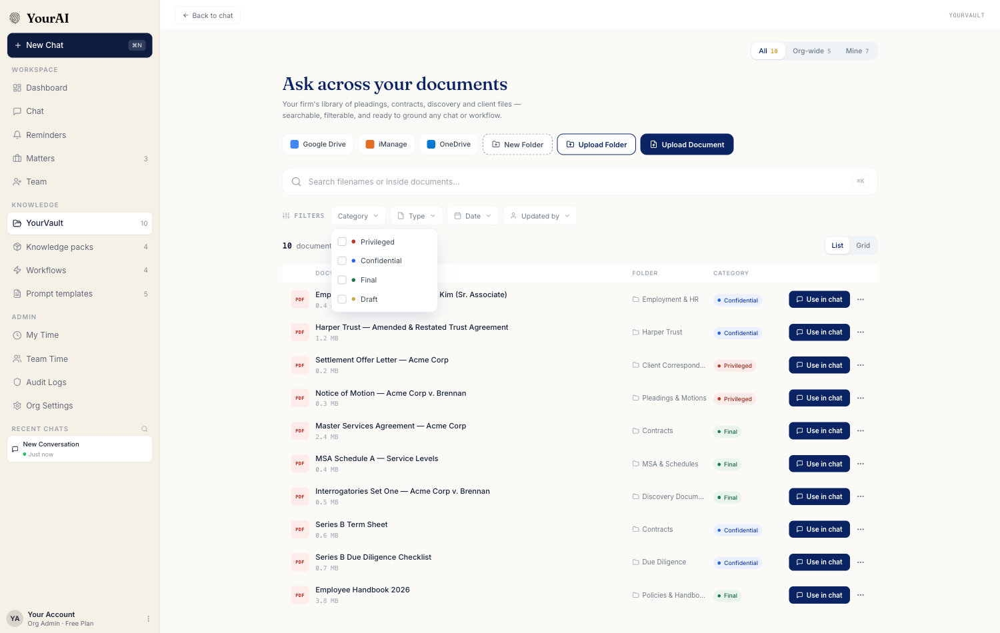 YourAI
New Chat ⌘N
WORKSPACE
Dashboard
Chat
Reminders
Matters 3
Team
KNOWLEDGE
YourVault 10
Knowledge packs 4
Workflows 4
Prompt templates 5
ADMIN
My Time
Team Time
Audit Logs
Org Settings
RECENT CHATS
New Conversation
Just now
YA
Your Account
Org Admin · Free Plan
← Back to chat
YOURVAULT
All 10 Org-wide 5 Mine 7
Ask across your documents
Your firm's library of pleadings, contracts, discovery and client files —
searchable, filterable, and ready to ground any chat or workflow.
Google Drive iManage OneDrive New Folder Upload Folder Upload Document
Search filenames or inside documents... ⌘K
FILTERS Category Type Date Updated by
Privileged
Confidential
Final
Draft
10 document
List Grid
FOLDER CATEGORY
PDF Emp Kim (Sr. Associate)
0.4
Employment & HR Confidential Use in chat
PDF Harper Trust — Amended & Restated Trust Agreement
1.2 MB
Harper Trust Confidential Use in chat
PDF Settlement Offer Letter — Acme Corp
0.2 MB
Client Correspond... Privileged Use in chat
PDF Notice of Motion — Acme Corp v. Brennan
0.3 MB
Pleadings & Motions Privileged Use in chat
PDF Master Services Agreement — Acme Corp
2.4 MB
Contracts Final Use in chat
PDF MSA Schedule A — Service Levels
0.4 MB
MSA & Schedules Final Use in chat
PDF Interrogatories Set One — Acme Corp v. Brennan
0.5 MB
Discovery Docum... Final Use in chat
PDF Series B Term Sheet
0.6 MB
Contracts Confidential Use in chat
PDF Series B Due Diligence Checklist
0.7 MB
Due Diligence Confidential Use in chat
PDF Employee Handbook 2026
3.8 MB
Policies & Handbo... Final Use in chat